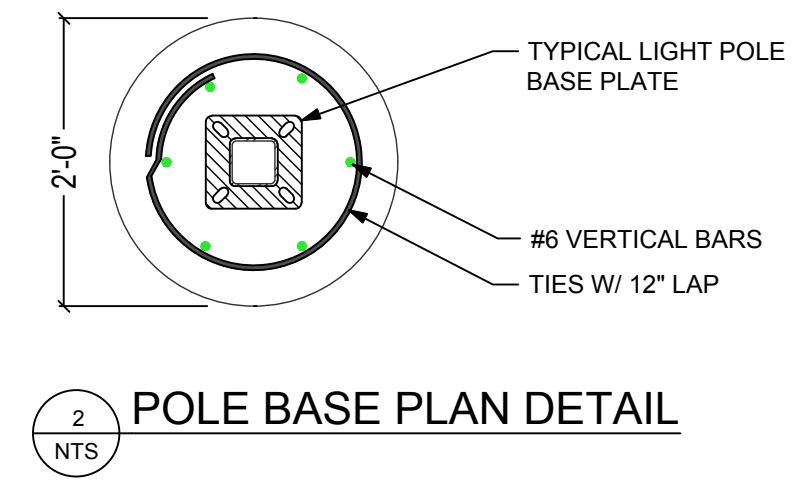 TYPICAL LIGHT POLE
BASE PLATE
2'-0"
#6 VERTICAL BARS
TIES W/ 12" LAP
2
NTS
POLE BASE PLAN DETAIL